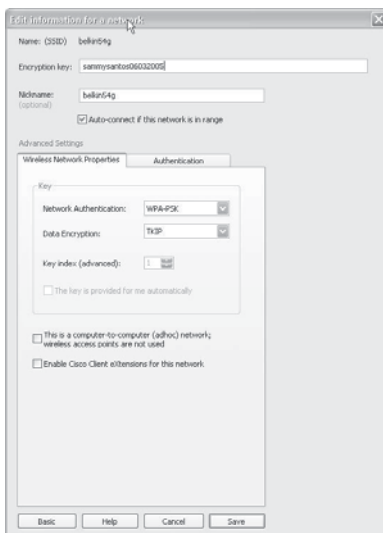 Edit information for a network
Name: (SSID) belkin54g
Encryption key: sammysantos06032005
Nickname: belkin54g
(optional)
Auto-connect if this network is in range
Advanced Settings
Wireless Network Properties Authentication
Key
Network Authentication: WPA-PSK
Data Encryption: TKIP
Key index (advanced): 1
The key is provided for me automatically
This is a computer-to-computer (adhoc) network;
wireless access points are not used
Enable Cisco Client eXtensions for this network
Basic Help Cancel Save